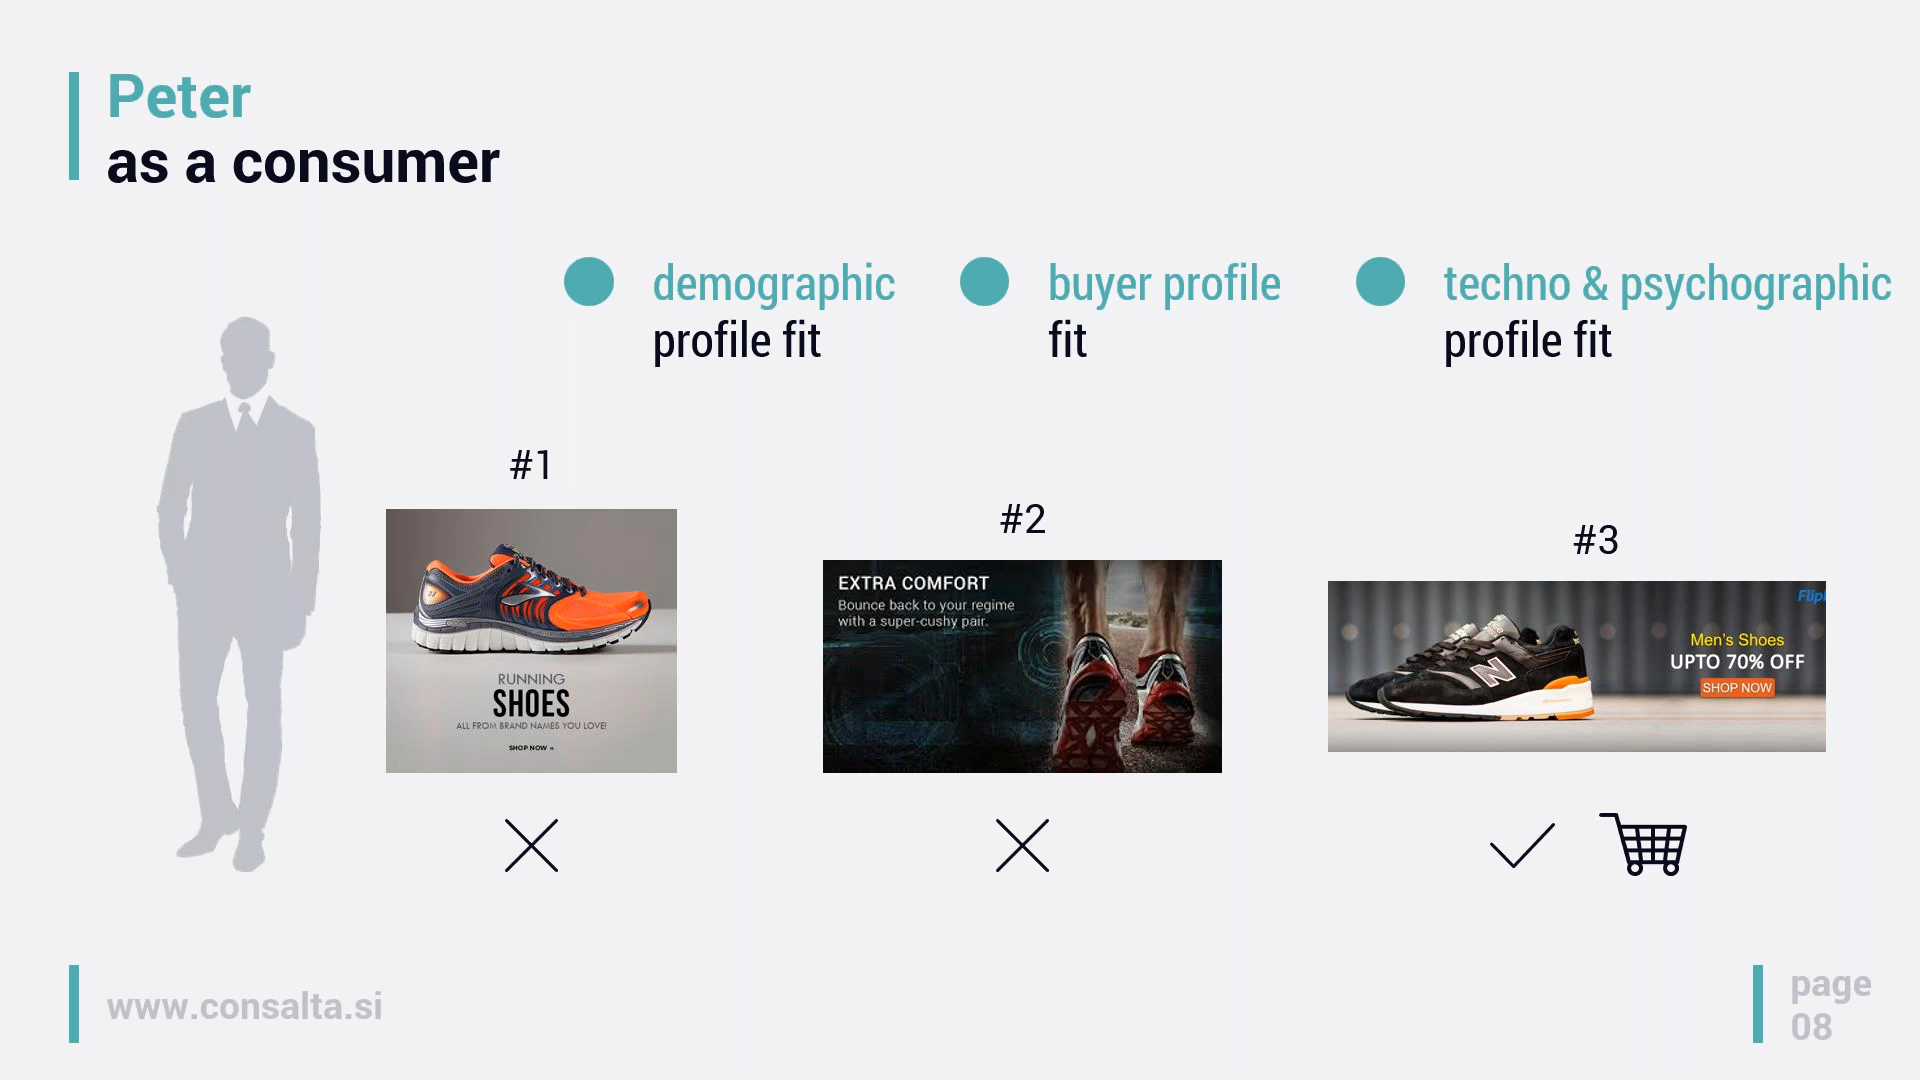 Peter
as a consumer
demographic
profile fit
buyer profile
fit
techno & psychographic
profile fit
#1
RUNNING
SHOES
ALL FROM BRAND NAMES YOU LOVE!
SHOP NOW »
#2
EXTRA COMFORT
Bounce back to your regime
with a super-cushy pair.
#3
Men's Shoes
UPTO 70% OFF
SHOP NOW
N
www.consalta.si
page
08